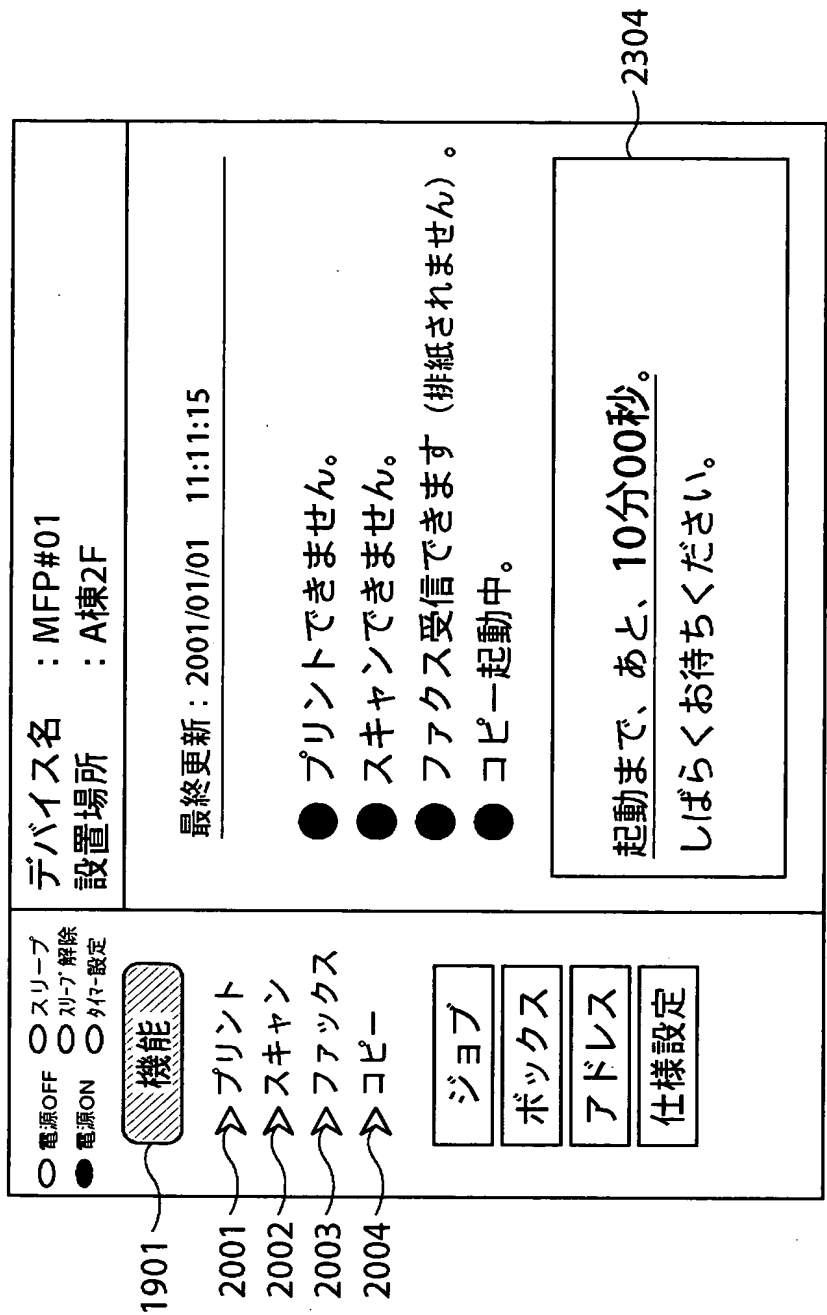 ○ 電源OFF ○ スリープ
● 電源ON ○ スリープ解除
○ タイマー設定
機能
プリント
スキャン
ファックス
コピー
ジョブ
ボックス
アドレス
仕様設定
デバイス名 : MFP#01
設置場所 : A棟2F
最終更新 : 2001/01/01 11:11:15
● プリントできません。
● スキャンできません。
● ファクス受信できます (排紙されません) 。
● コピー起動中。
起動まで、あと、10分00秒。
しばらくお待ちください。
1901
2001
2002
2003
2004
2304